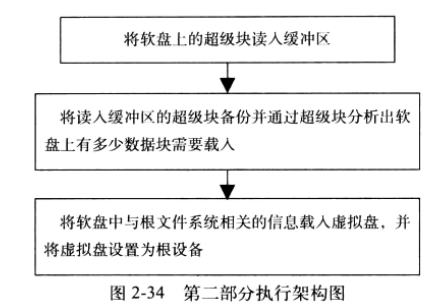 将软盘上的超级块读入缓冲区
将读入缓冲区的超级块备份并通过超级块分析出软
盘上有多少数据块需要载入
将软盘中与根文件系统相关的信息载入虚拟盘，并
将虚拟盘设置为根设备
图 2-34 第二部分执行架构图